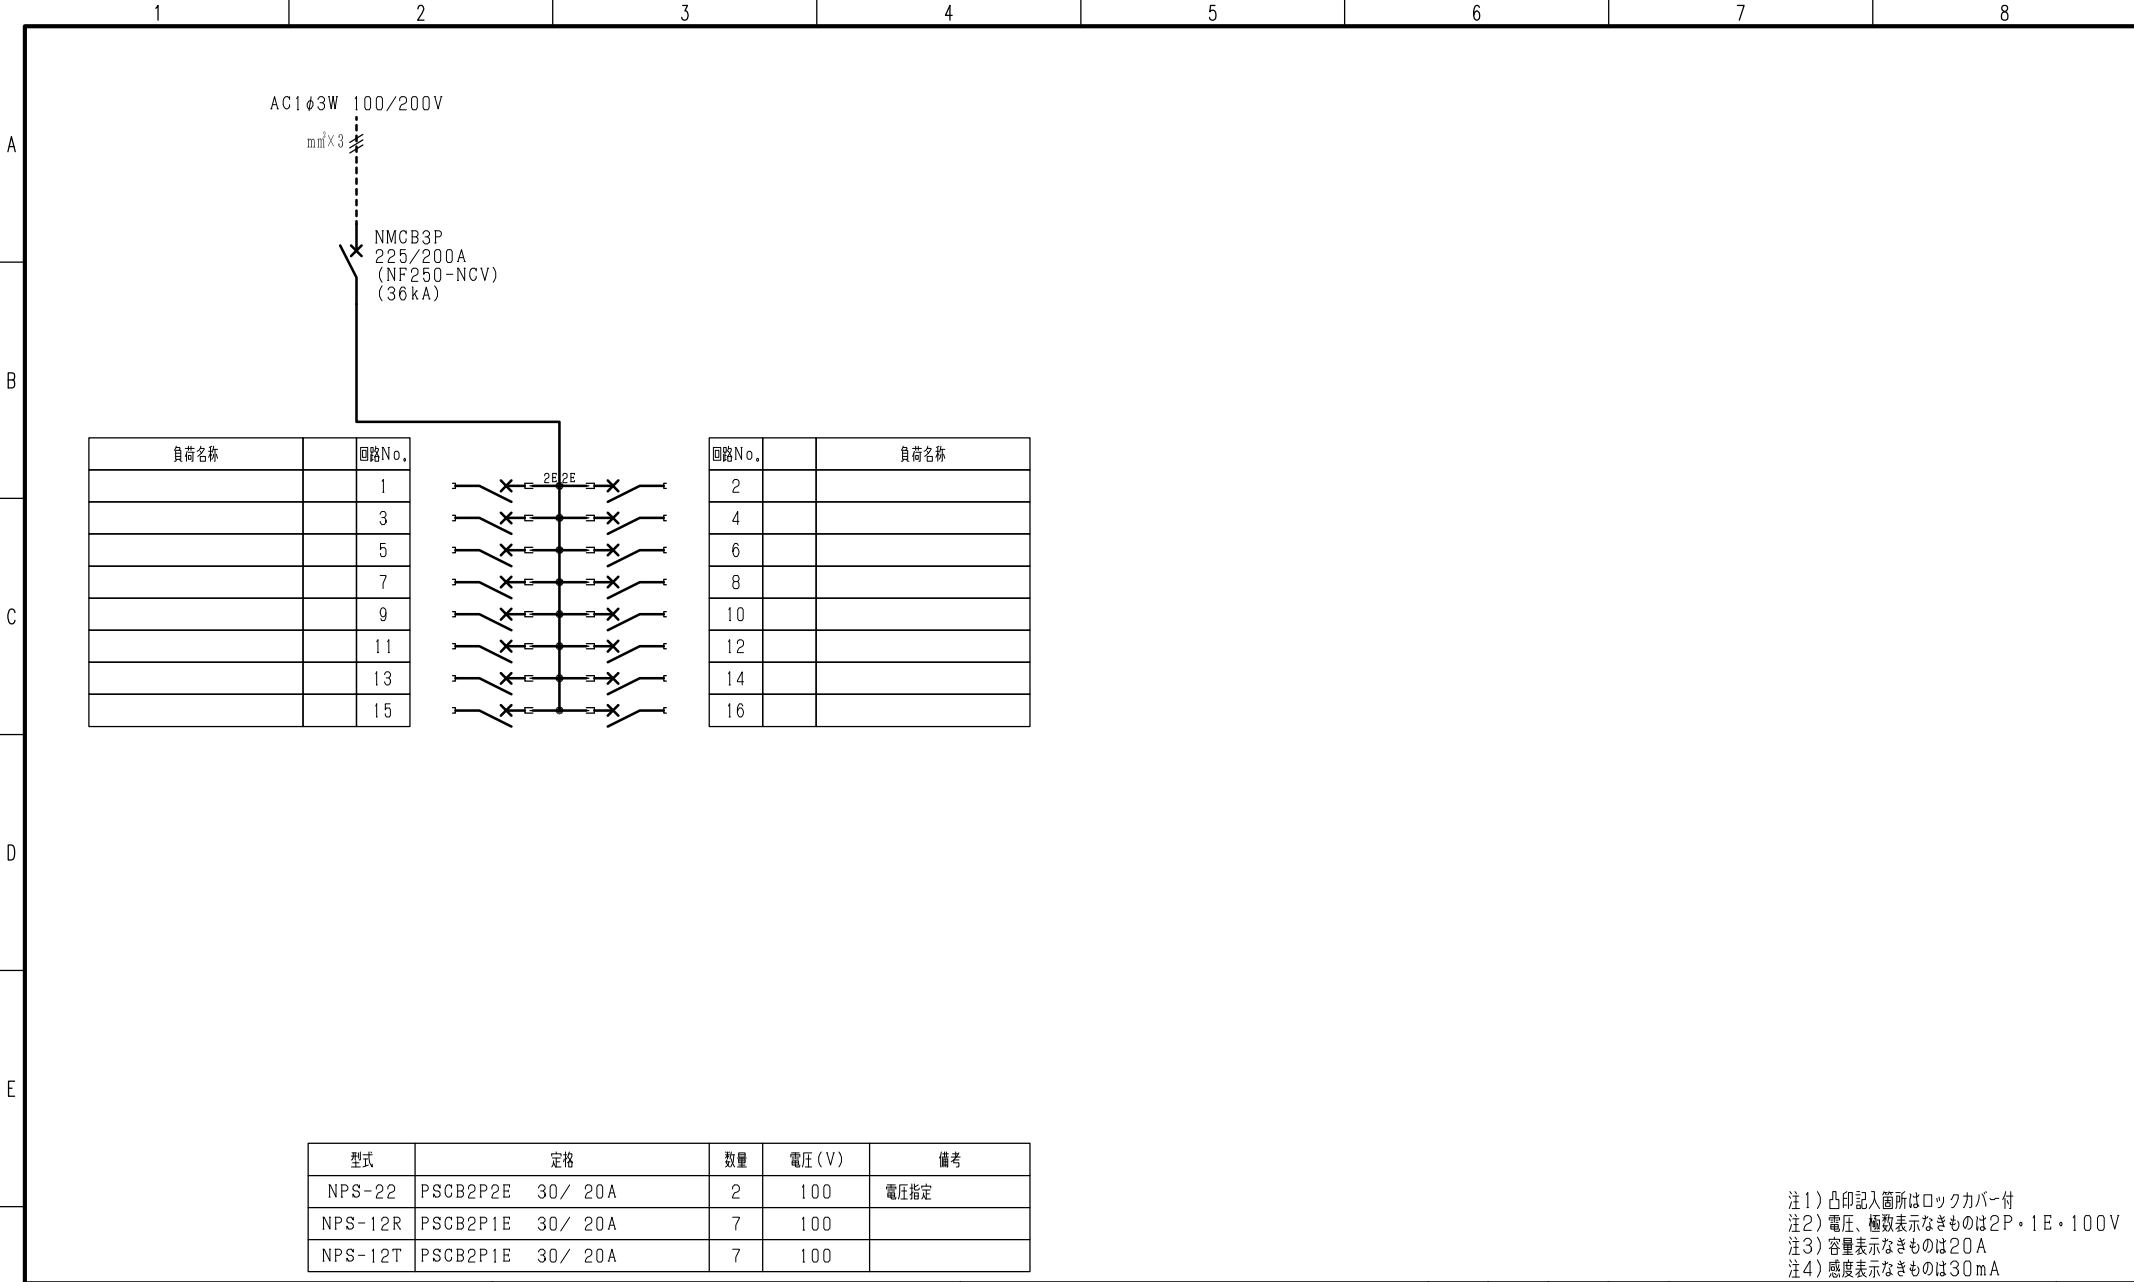 1 2 3 4 5 6 7 8
AC1φ3W 100/200V
A
mm²×3
NMCB3P
225/200A
(NF250-NCV)
(36kA)
B
負荷名称 回路No. 回路No. 負荷名称
1 2E 2E 2
3 4
5 6
7 8
C
9 10
11 12
13 14
15 16
D
E
型式 定格 数量 電圧(V) 備考
NPS-22 PSCB2P2E 30/ 20A 2 100 電圧指定
NPS-12R PSCB2P1E 30/ 20A 7 100
NPS-12T PSCB2P1E 30/ 20A 7 100
注1)凸印記入箇所はロックカバー付
注2)電圧、極数表示なきものは2P・1E・100V
注3)容量表示なきものは20A
注4)感度表示なきものは30mA